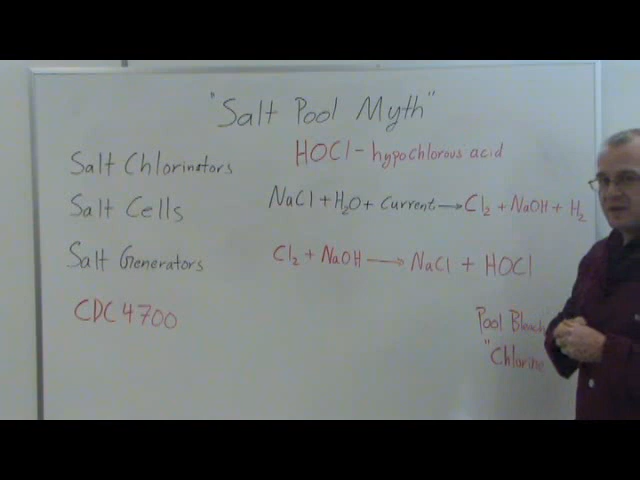 "Salt Pool Myth"
HOCl - hypochlorous acid
Salt Chlorinators
Salt Cells
NaCl + H2O + Current → Cl2 + NaOH + H2
Salt Generators
Cl2 + NaOH → NaCl + HOCl
CDC 4700
Pool
"Chlorine